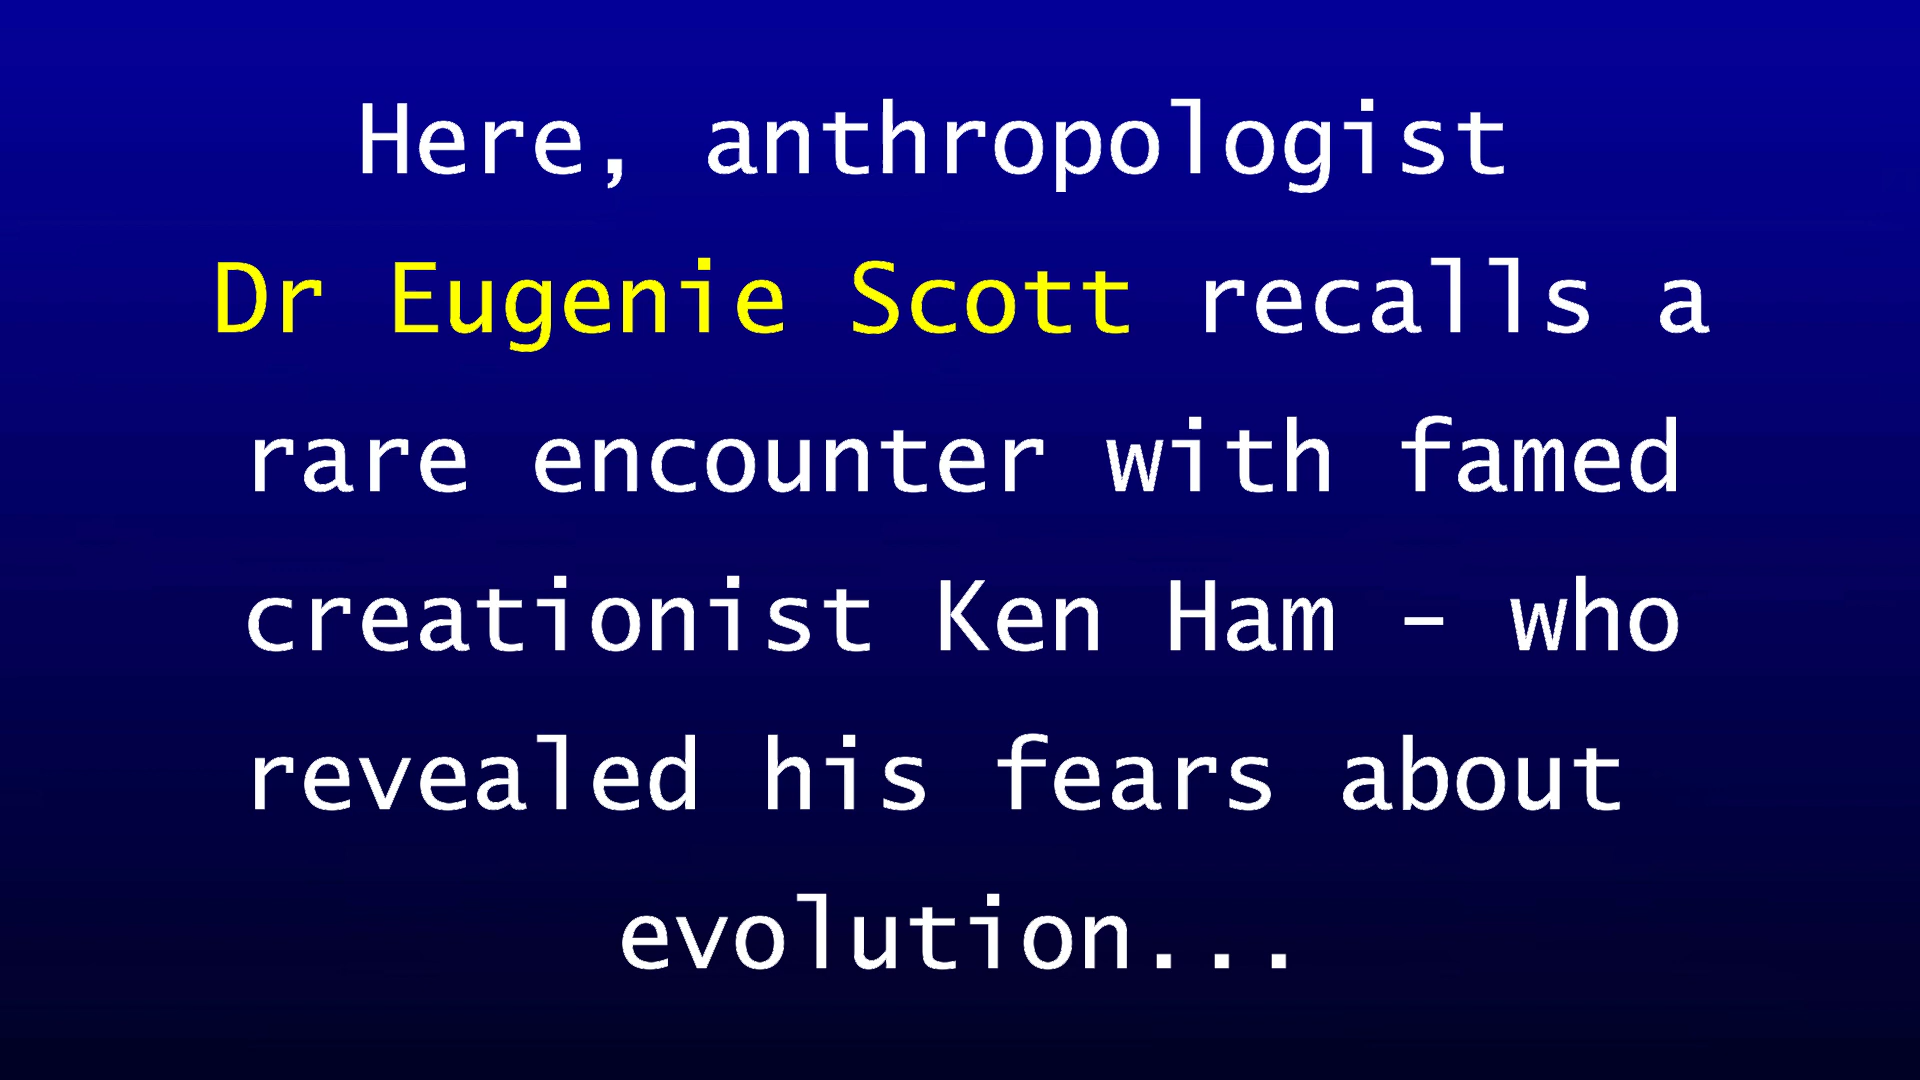 Here, anthropologist
Dr Eugenie Scott recalls a
rare encounter with famed
creationist Ken Ham - who
revealed his fears about
evolution...